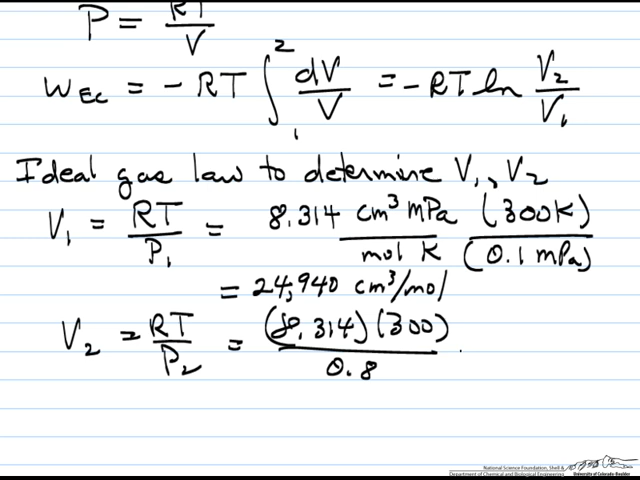 P = RT/V
W_EC = - RT ∫₁² dV/V = -RT ln V₂/V₁
Ideal gas law to determine V₁, V₂
V₁ = RT/P₁ = 8.314 cm³ MPa/mol K (300K)/(0.1 mPa)
= 24,940 cm³/mol
V₂ = RT/P₂ = (8.314)(300)/0.8
National Science Foundation, Shell &
Department of Chemical and Biological Engineering University of Colorado-Boulder